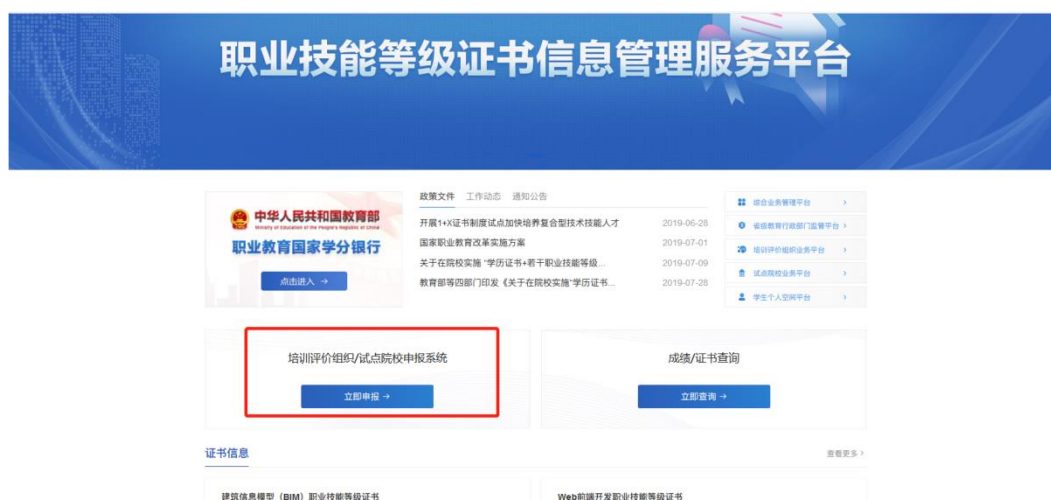 职业技能等级证书信息管理服务平台
中华人民共和国教育部
Ministry of Education of the People's Republic of China
职业教育国家学分银行
点击进入 →
政策文件 工作动态 通知公告
开展1+X证书制度试点加快培养复合型技术技能人才 2019-06-28
国家职业教育改革实施方案 2019-07-01
关于在院校实施 “学历证书+若干职业技能等级... 2019-07-09
教育部等四部门印发《关于在院校实施“学历证书... 2019-07-28
综合业务管理平台 ›
省级教育行政部门监管平台 ›
培训评价组织业务平台 ›
试点院校业务平台 ›
学生个人空间平台 ›
培训评价组织/试点院校申报系统
立即申报 →
成绩/证书查询
立即查询 →
证书信息
查看更多 ›
建筑信息模型（BIM）职业技能等级证书
Web前端开发职业技能等级证书